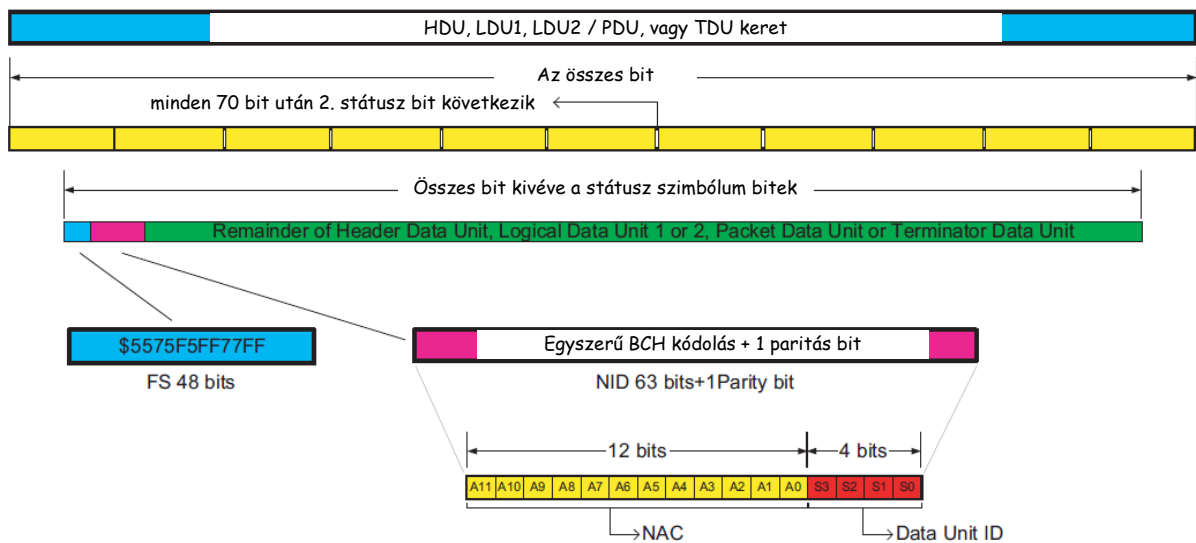 HDU, LDU1, LDU2 / PDU, vagy TDU keret
Az összes bit
minden 70 bit után 2. státusz bit következik
Összes bit kivéve a státusz szimbólum bitek
Remainder of Header Data Unit, Logical Data Unit 1 or 2, Packet Data Unit or Terminator Data Unit
$5575F5FF77FF
FS 48 bits
Egyszerű BCH kódolás + 1 paritás bit
NID 63 bits+1Parity bit
12 bits
4 bits
A11 A10 A9 A8 A7 A6 A5 A4 A3 A2 A1 A0 S3 S2 S1 S0
NAC
Data Unit ID